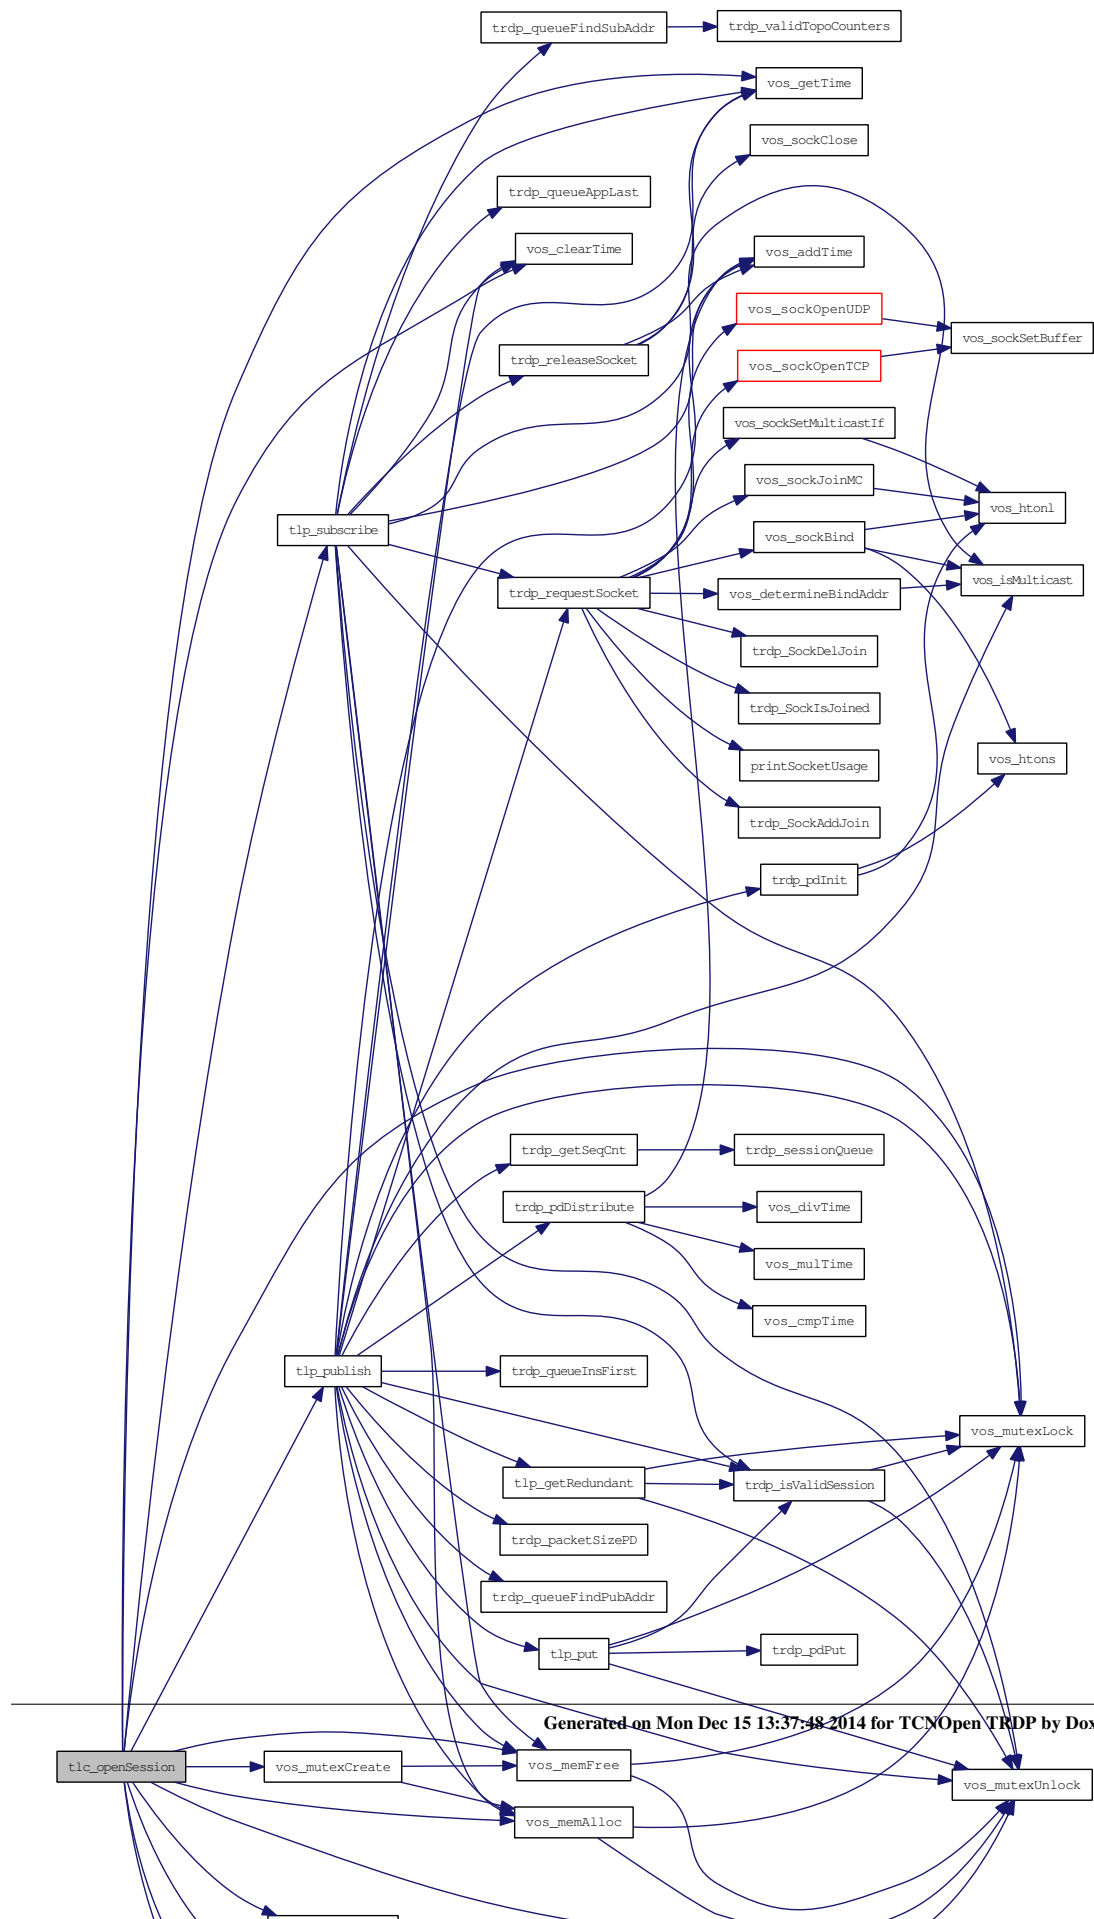 trdp_queueFindSubAddr
trdp_validTopoCounters
vos_getTime
vos_sockClose
trdp_queueAppLast
vos_clearTime
vos_addTime
vos_sockOpenUDP
vos_sockSetBuffer
trdp_releaseSocket
vos_sockOpenTCP
vos_sockSetMulticastIf
vos_sockJoinMC
vos_htonl
tlp_subscribe
vos_sockBind
vos_isMulticast
trdp_requestSocket
vos_determineBindAddr
trdp_SockDelJoin
trdp_SockIsJoined
vos_htons
printSocketUsage
trdp_SockAddJoin
trdp_pdInit
trdp_getSeqCnt
trdp_sessionQueue
trdp_pdDistribute
vos_divTime
vos_mulTime
vos_cmpTime
tlp_publish
trdp_queueInsFirst
vos_mutexLock
tlp_getRedundant
trdp_isValidSession
trdp_packetSizePD
trdp_queueFindPubAddr
tlp_put
trdp_pdPut
Generated on Mon Dec 15 13:37:48 2014 for TCNOpen TRDP by Dox
tlc_openSession
vos_mutexCreate
vos_memFree
vos_mutexUnlock
vos_memAlloc